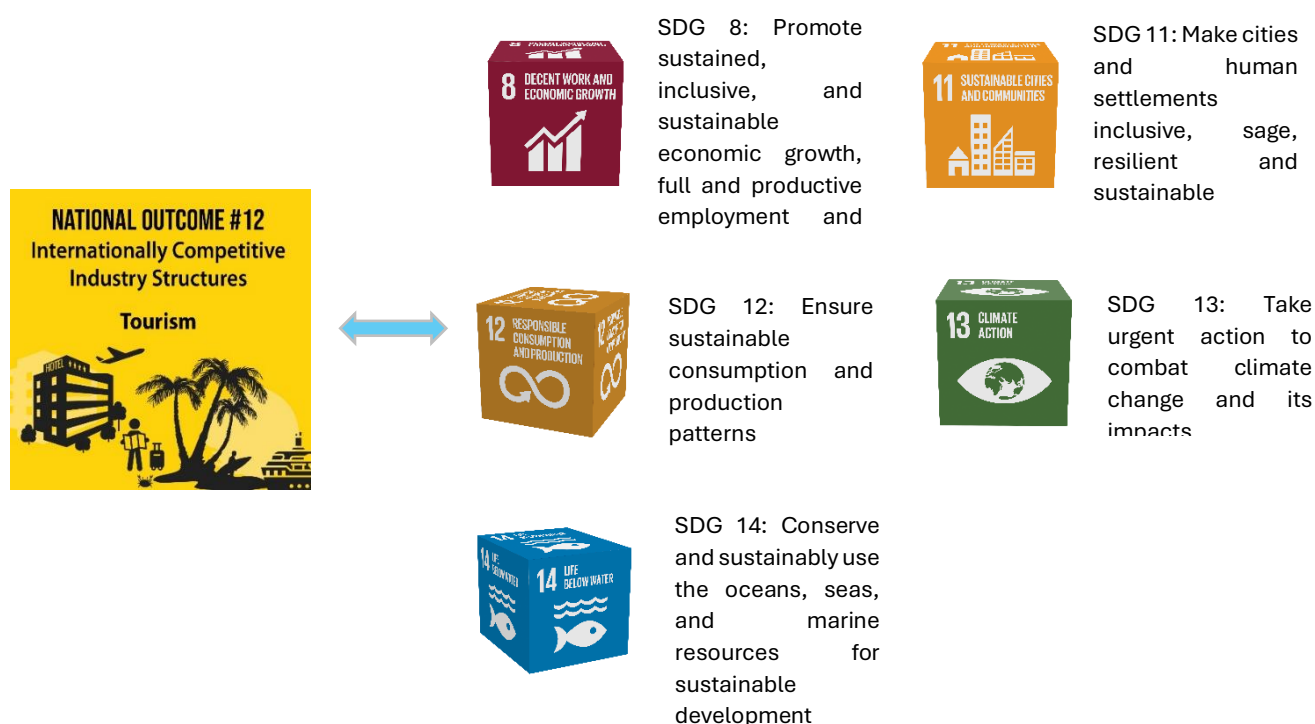 NATIONAL OUTCOME #12
Internationally Competitive
Industry Structures
Tourism
HOTEL
8 DECENT WORK AND
ECONOMIC GROWTH
SDG 8: Promote
sustained,
inclusive, and
sustainable
economic growth,
full and productive
employment and
11 SUSTAINABLE CITIES
AND COMMUNITIES
SDG 11: Make cities
and human
settlements
inclusive, sage,
resilient and
sustainable
12 RESPONSIBLE
CONSUMPTION
AND PRODUCTION
SDG 12: Ensure
sustainable
consumption and
production
patterns
13 CLIMATE
ACTION
SDG 13: Take
urgent action to
combat climate
change and its
impacts
14 LIFE
BELOW WATER
14 LIFE
BELOW WATER
SDG 14: Conserve
and sustainably use
the oceans, seas,
and marine
resources for
sustainable
development